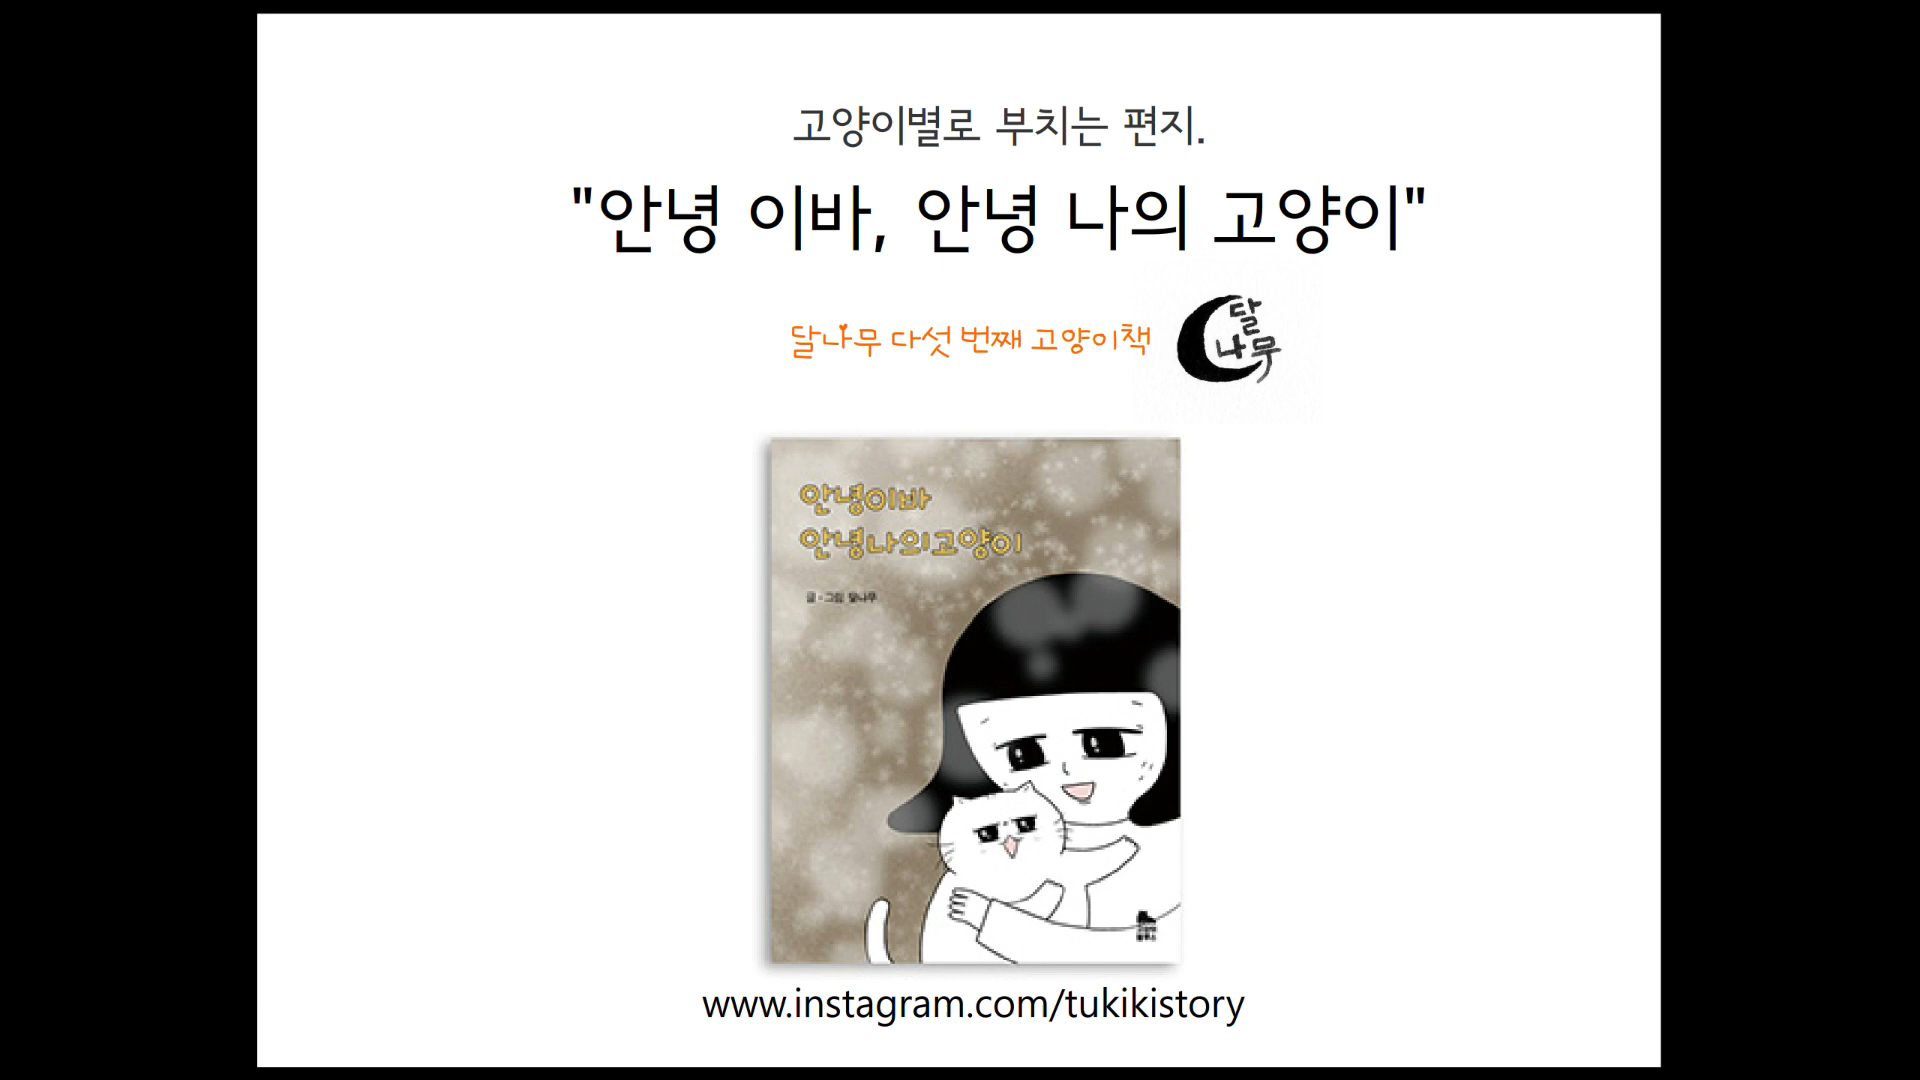 고양이별로 부치는 편지.
"안녕 이바, 안녕 나의 고양이"
달나무 다섯 번째 고양이책
달
나무
안녕이바
안녕나의고양이
글·그림 달나무
www.instagram.com/tukikistory